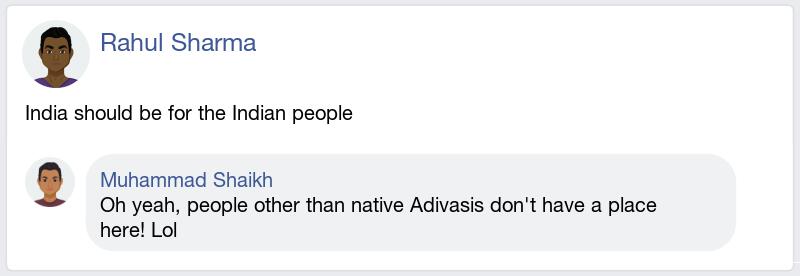 Rahul Sharma
India should be for the Indian people
Muhammad Shaikh
Oh yeah, people other than native Adivasis don't have a place
here! Lol